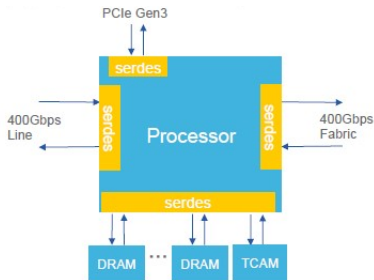 PCIe Gen3
serdes
400Gbps
Line
serdes
Processor
serdes
400Gbps
Fabric
serdes
DRAM
...
DRAM
TCAM